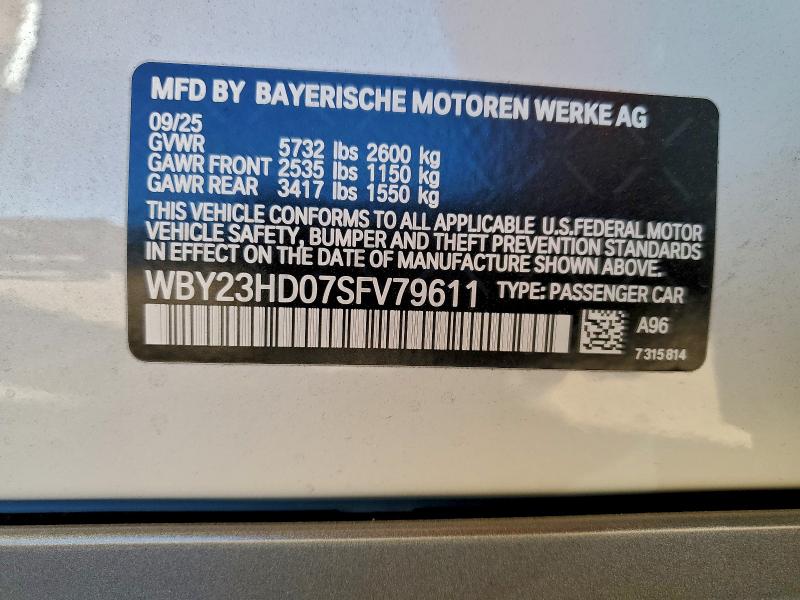 MFD BY BAYERISCHE MOTOREN WERKE AG
09/25
GVWR 5732 lbs 2600 kg
GAWR FRONT 2535 lbs 1150 kg
GAWR REAR 3417 lbs 1550 kg
THIS VEHICLE CONFORMS TO ALL APPLICABLE U.S.FEDERAL MOTOR
VEHICLE SAFETY, BUMPER AND THEFT PREVENTION STANDARDS
IN EFFECT ON THE DATE OF MANUFACTURE SHOWN ABOVE.
WBY23HD07SFV79611 TYPE: PASSENGER CAR
A96
7 315 814